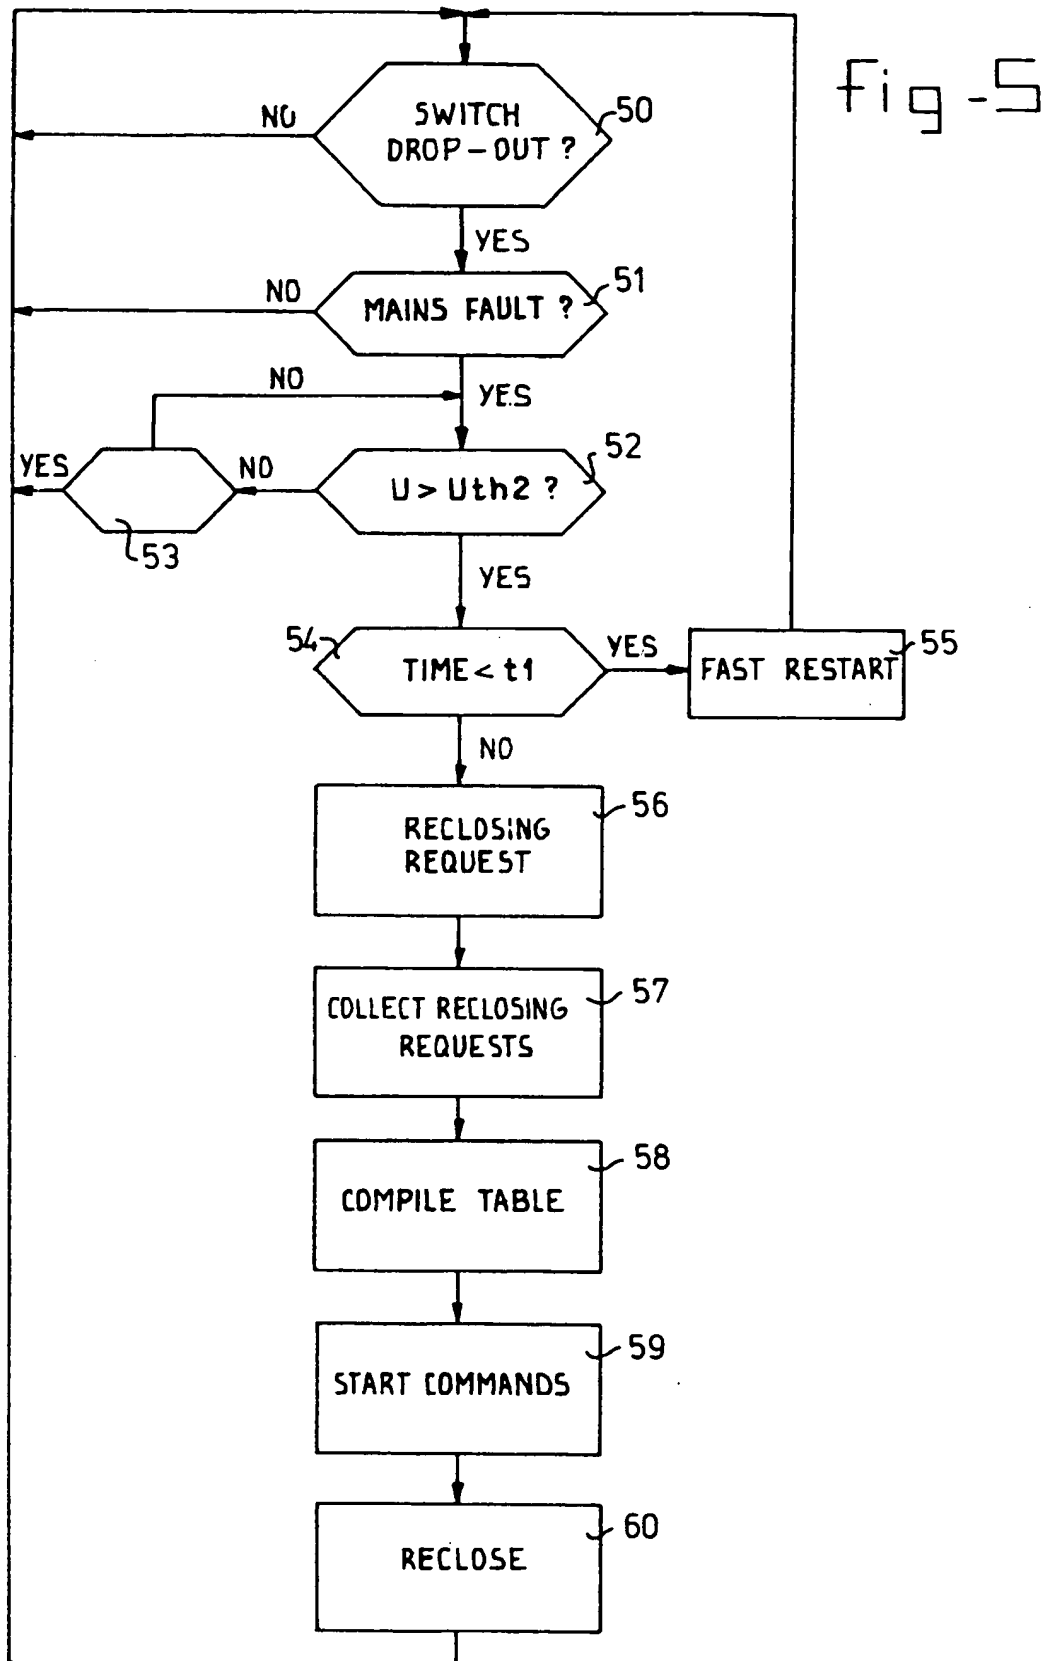 fig-5
SWITCH
DROP-OUT ?
50
NO
YES
MAINS FAULT ?
51
NO
YES
NO
U > Uth2 ?
52
NO
YES
53
YES
TIME < t1
54
YES
FAST RESTART
55
NO
RECLOSING
REQUEST
56
COLLECT RECLOSING
REQUESTS
57
COMPILE TABLE
58
START COMMANDS
59
RECLOSE
60